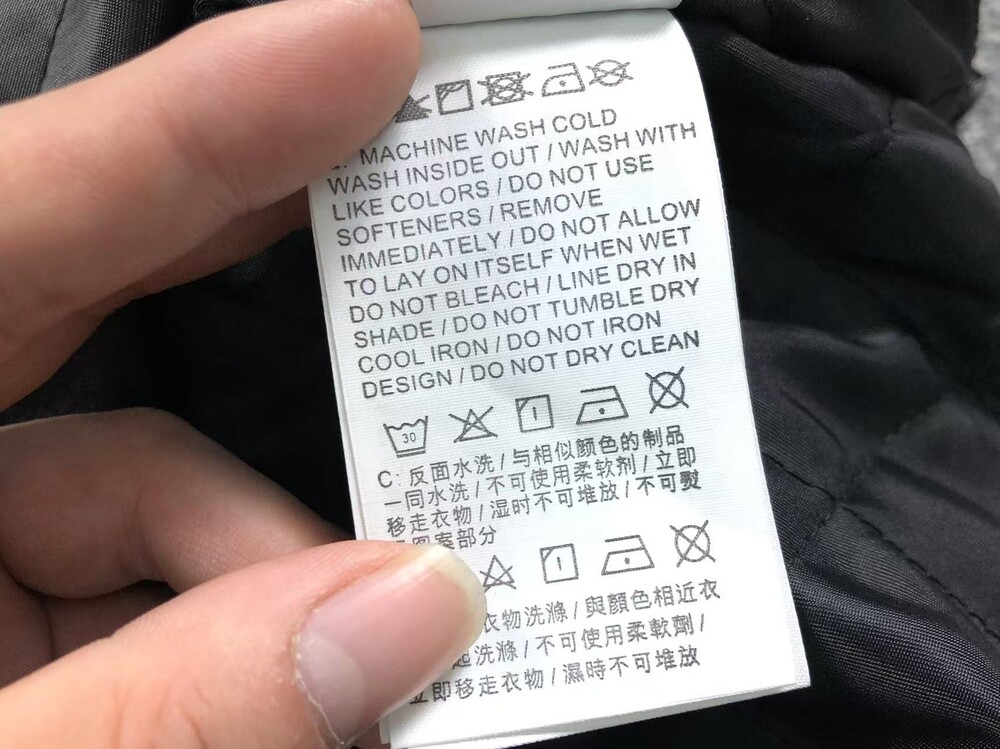 MACHINE WASH COLD
WASH INSIDE OUT / WASH WITH
LIKE COLORS / DO NOT USE
SOFTENERS / REMOVE
IMMEDIATELY / DO NOT ALLOW
TO LAY ON ITSELF WHEN WET
DO NOT BLEACH / LINE DRY IN
SHADE / DO NOT TUMBLE DRY
COOL IRON / DO NOT IRON
DESIGN / DO NOT DRY CLEAN
30
C: 反面水洗 / 与相似颜色的制品
一同水洗 / 不可使用柔软剂 / 立即
移走衣物 / 湿时不可堆放 / 不可熨
图案部分
衣物洗滌 / 與顏色相近衣
起洗滌 / 不可使用柔軟劑 /
立即移走衣物 / 濕時不可堆放